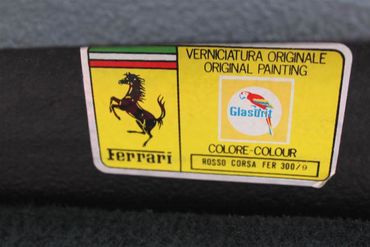 VERNICIATURA ORIGINALE
ORIGINAL PAINTING
Glasurit
COLORE-COLOUR
ROSSO CORSA FER 300/9
Ferrari